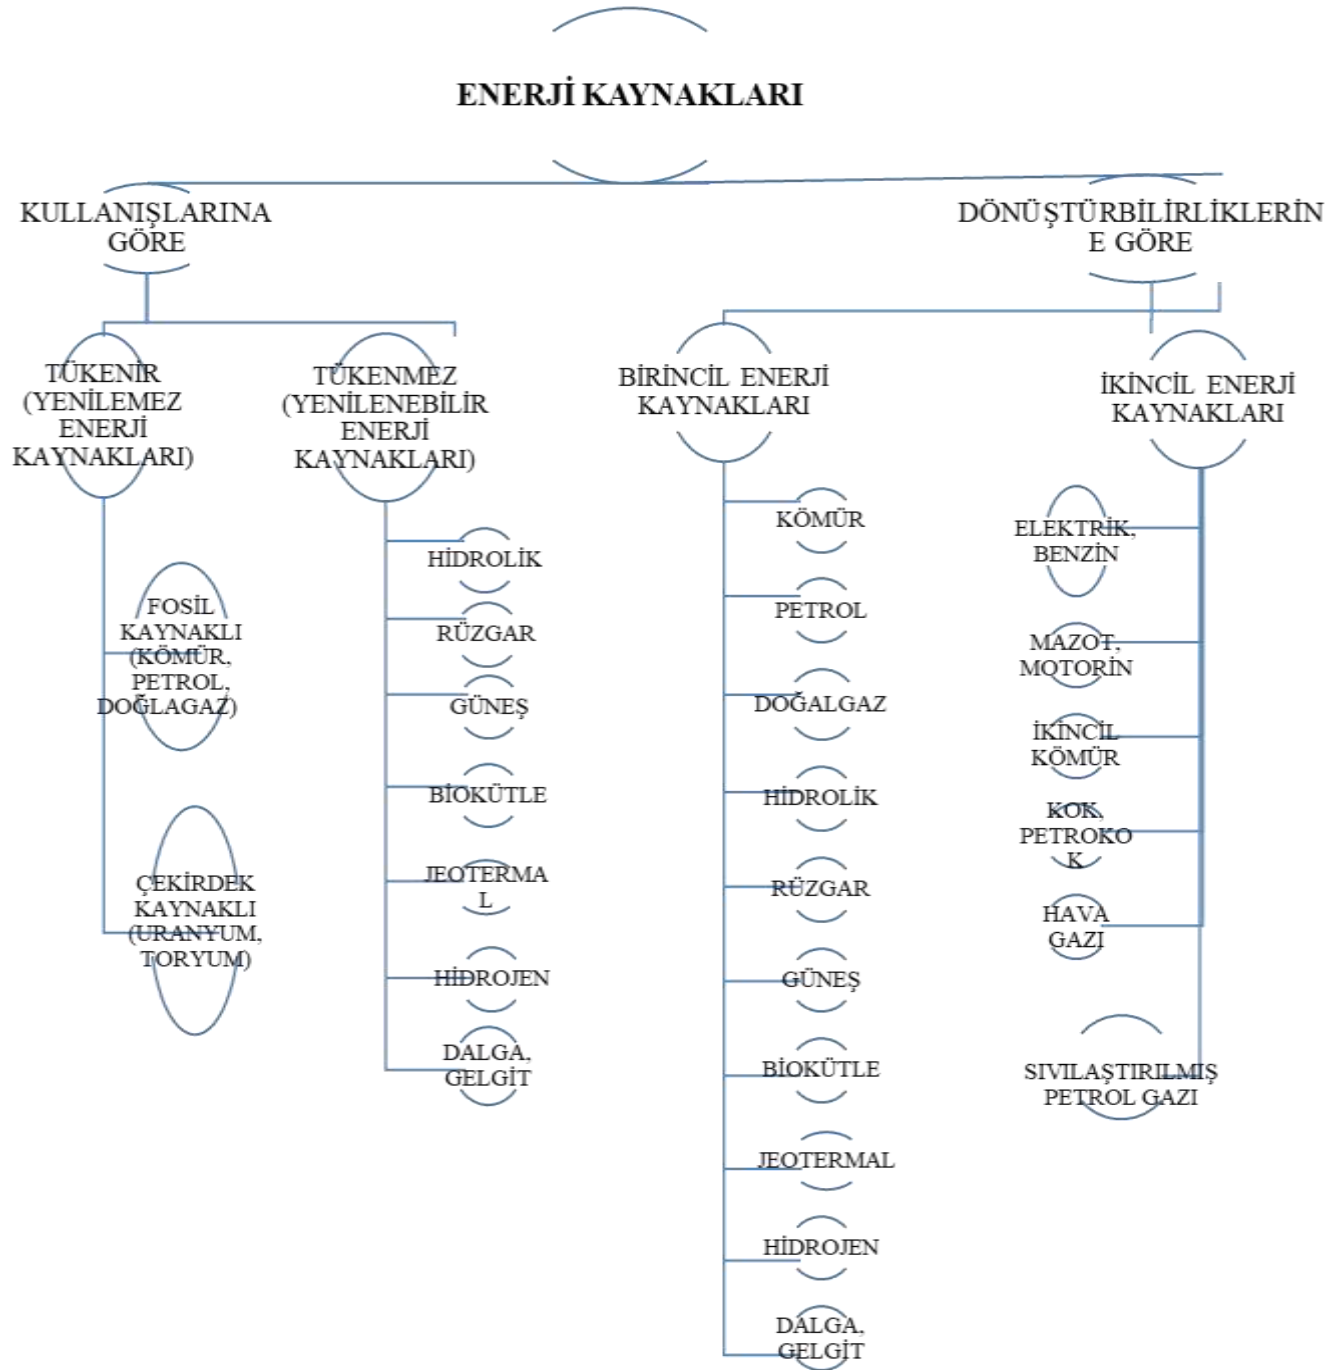 ENERJİ KAYNAKLARI
KULLANIŞLARINA
GÖRE
DÖNÜŞTÜRBİLİRLİKLERİN
E GÖRE
TÜKENİR
(YENİLEMEZ
ENERJİ
KAYNAKLARI)
FOSİL
KAYNAKLI
(KÖMÜR,
PETROL,
DOĞLAGAZ)
ÇEKİRDEK
KAYNAKLI
(URANYUM,
TORYUM)
TÜKENMEZ
(YENİLENEBİLİR
ENERJİ
KAYNAKLARI)
HİDROLİK
RÜZGAR
GÜNEŞ
BİOKÜTLE
JEOTERMA
L
HİDROJEN
DALGA,
GELGİT
BİRİNCİL ENERJİ
KAYNAKLARI
KÖMÜR
PETROL
DOĞALGAZ
HİDROLİK
RÜZGAR
GÜNEŞ
BİOKÜTLE
JEOTERMAL
HİDROJEN
DALGA,
GELGİT
İKİNCİL ENERJİ
KAYNAKLARI
ELEKTRİK,
BENZİN
MAZOT,
MOTORİN
İKİNCİL
KÖMÜR
KOK,
PETROKO
K
HAVA
GAZI
SIVILAŞTIRILMIŞ
PETROL GAZI